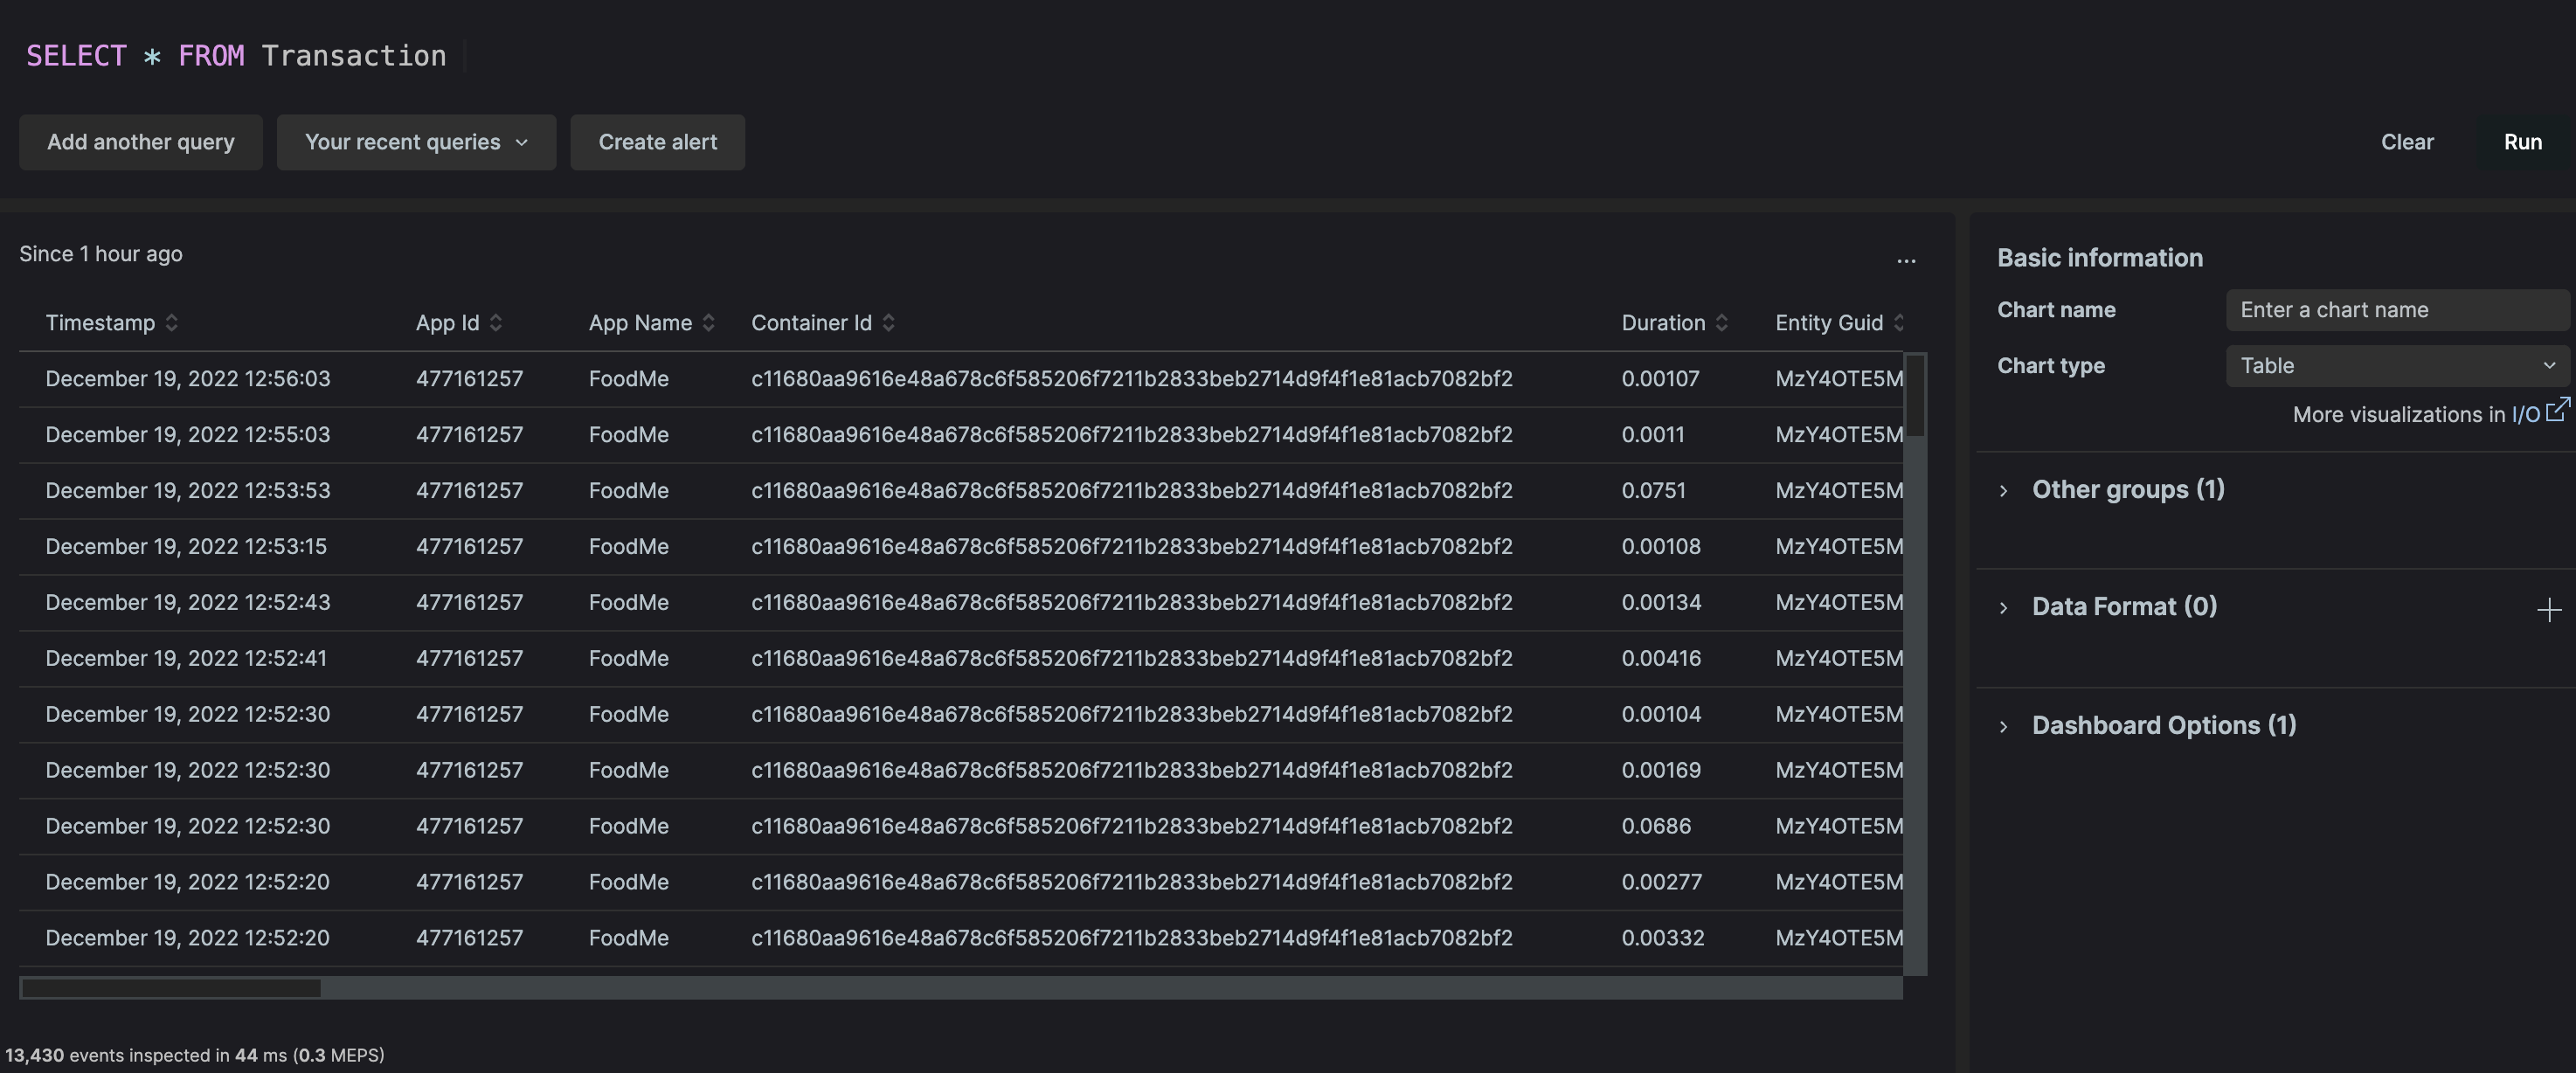 SELECT * FROM Transaction
Add another query Your recent queries Create alert Clear Run
Since 1 hour ago ...
Timestamp App Id App Name Container Id Duration Entity Guid
December 19, 2022 12:56:03 477161257 FoodMe c11680aa9616e48a678c6f585206f7211b2833beb2714d9f4f1e81acb7082bf2 0.00107 MzY4OTE5M
December 19, 2022 12:55:03 477161257 FoodMe c11680aa9616e48a678c6f585206f7211b2833beb2714d9f4f1e81acb7082bf2 0.0011 MzY4OTE5M
December 19, 2022 12:53:53 477161257 FoodMe c11680aa9616e48a678c6f585206f7211b2833beb2714d9f4f1e81acb7082bf2 0.0751 MzY4OTE5M
December 19, 2022 12:53:15 477161257 FoodMe c11680aa9616e48a678c6f585206f7211b2833beb2714d9f4f1e81acb7082bf2 0.00108 MzY4OTE5M
December 19, 2022 12:52:43 477161257 FoodMe c11680aa9616e48a678c6f585206f7211b2833beb2714d9f4f1e81acb7082bf2 0.00134 MzY4OTE5M
December 19, 2022 12:52:41 477161257 FoodMe c11680aa9616e48a678c6f585206f7211b2833beb2714d9f4f1e81acb7082bf2 0.00416 MzY4OTE5M
December 19, 2022 12:52:30 477161257 FoodMe c11680aa9616e48a678c6f585206f7211b2833beb2714d9f4f1e81acb7082bf2 0.00104 MzY4OTE5M
December 19, 2022 12:52:30 477161257 FoodMe c11680aa9616e48a678c6f585206f7211b2833beb2714d9f4f1e81acb7082bf2 0.00169 MzY4OTE5M
December 19, 2022 12:52:30 477161257 FoodMe c11680aa9616e48a678c6f585206f7211b2833beb2714d9f4f1e81acb7082bf2 0.0686 MzY4OTE5M
December 19, 2022 12:52:20 477161257 FoodMe c11680aa9616e48a678c6f585206f7211b2833beb2714d9f4f1e81acb7082bf2 0.00277 MzY4OTE5M
December 19, 2022 12:52:20 477161257 FoodMe c11680aa9616e48a678c6f585206f7211b2833beb2714d9f4f1e81acb7082bf2 0.00332 MzY4OTE5M
13,430 events inspected in 44 ms (0.3 MEPS)
Basic information
Chart name Enter a chart name
Chart type Table
More visualizations in I/O
Other groups (1)
Data Format (0)
Dashboard Options (1)